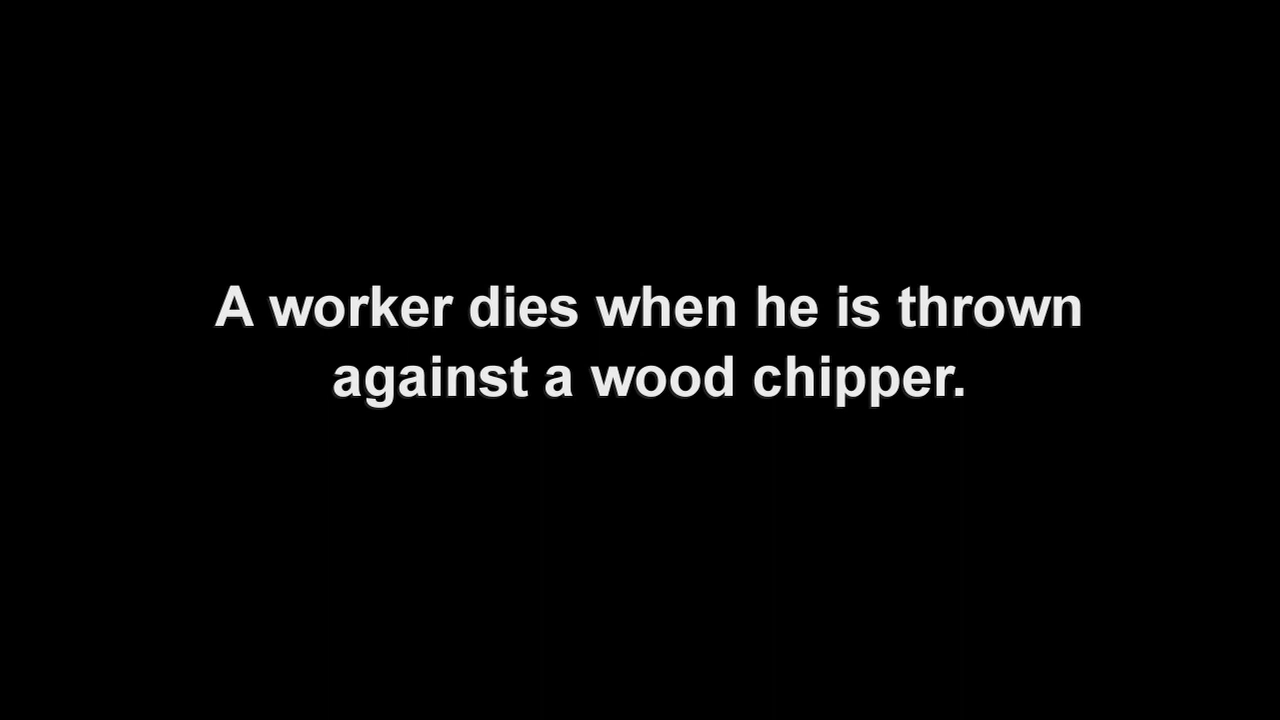 A worker dies when he is thrown
against a wood chipper.